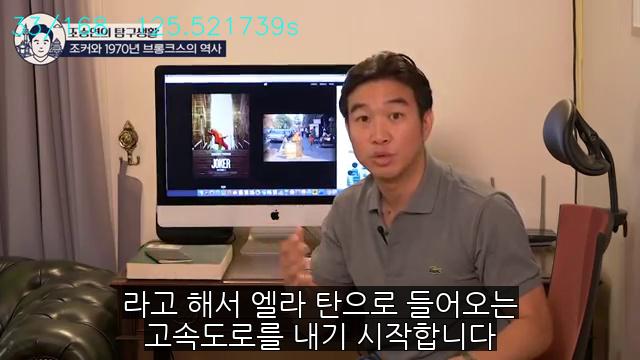 33/168 125.521739s
조승연의 탐구생활
조커와 1970년 브롱크스의 역사
JOKER
라고 해서 엘라 탄으로 들어오는
고속도로를 내기 시작합니다